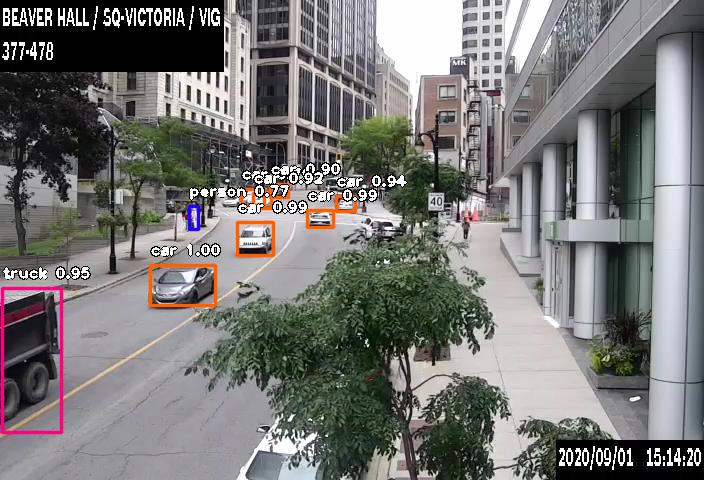 BEAVER HALL / SQ-VICTORIA / VIG
377-478
MK
car 0.90
car 0.92
person 0.77
car 0.94
car 0.99
car 0.99
40
car 1.00
truck 0.95
2020/09/01 15:14:20